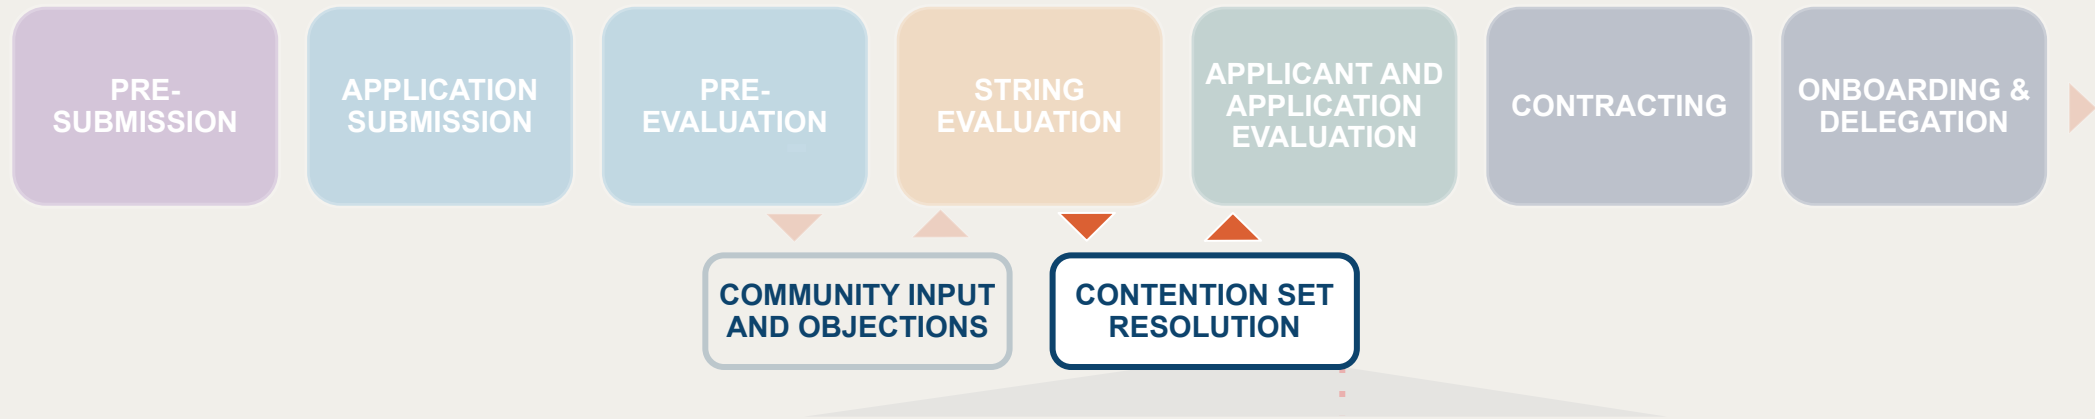 PRE-
SUBMISSION
APPLICATION
SUBMISSION
PRE-
EVALUATION
STRING
EVALUATION
APPLICANT AND
APPLICATION
EVALUATION
CONTRACTING
ONBOARDING &
DELEGATION
COMMUNITY INPUT
AND OBJECTIONS
CONTENTION SET
RESOLUTION